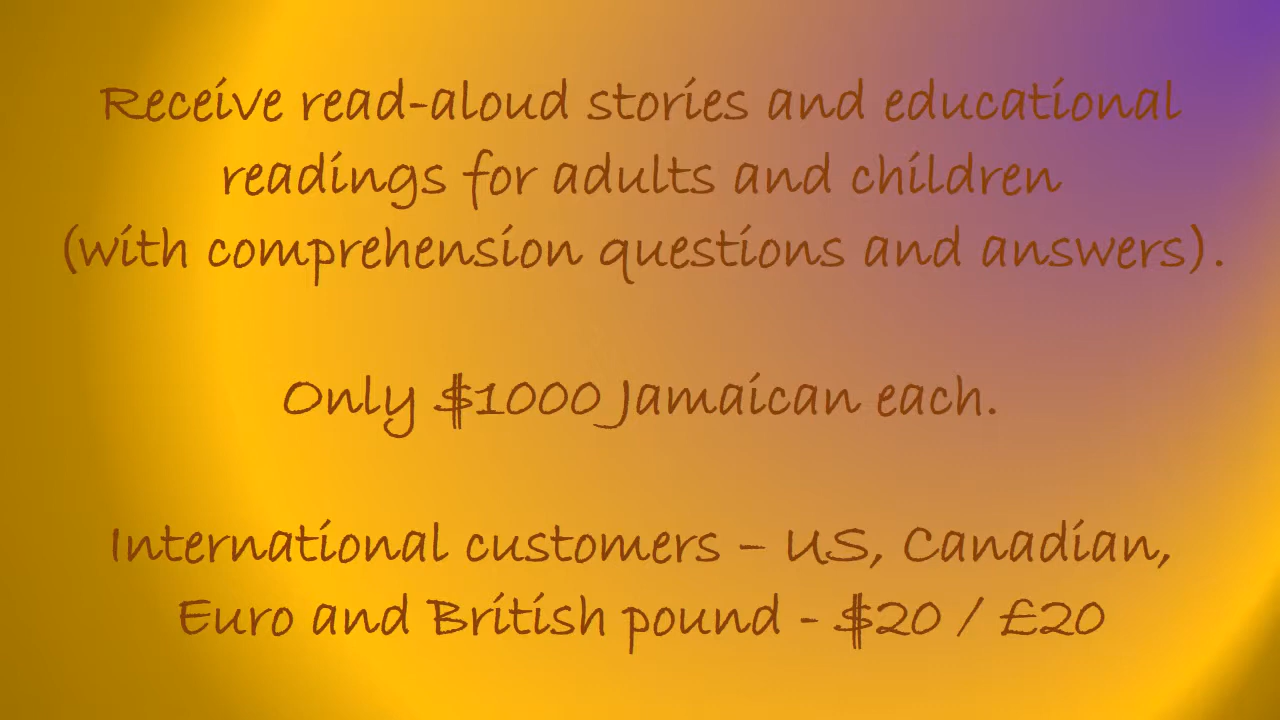 Receive read-aloud stories and educational
readings for adults and children
(with comprehension questions and answers).
Only $1000 Jamaican each.
International customers – US, Canadian,
Euro and British pound - $20 / £20